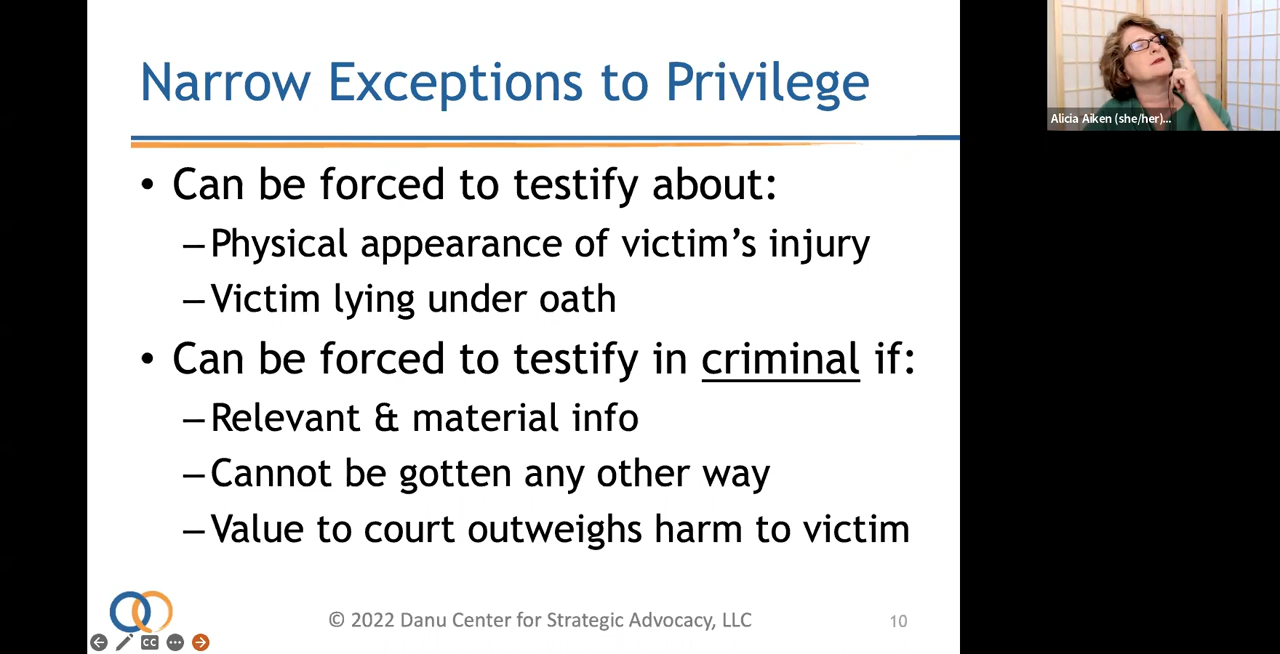 Narrow Exceptions to Privilege
• Can be forced to testify about:
–Physical appearance of victim’s injury
–Victim lying under oath
• Can be forced to testify in criminal if:
–Relevant & material info
–Cannot be gotten any other way
–Value to court outweighs harm to victim
© 2022 Danu Center for Strategic Advocacy, LLC
10
CC
Alicia Aiken (she/her)...